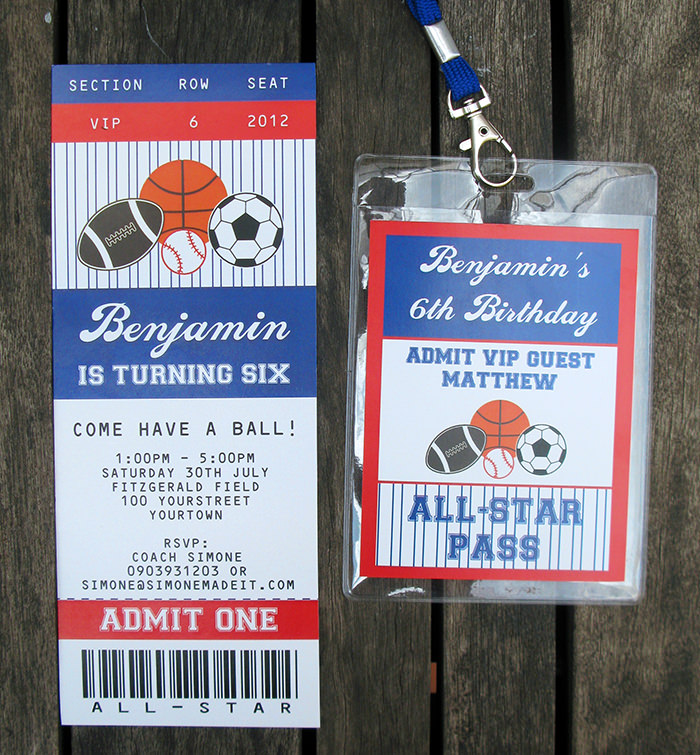 SECTION ROW SEAT
VIP 6 2012
Benjamin
IS TURNING SIX
COME HAVE A BALL!
1:00PM - 5:00PM
SATURDAY 30TH JULY
FITZGERALD FIELD
100 YOURSTREET
YOURTOWN
RSVP:
COACH SIMONE
0903931203 OR
SIMONE@SIMONEMADEIT.COM
ADMIT ONE
ALL-STAR
Benjamin's
6th Birthday
ADMIT VIP GUEST
MATTHEW
ALL-STAR
PASS